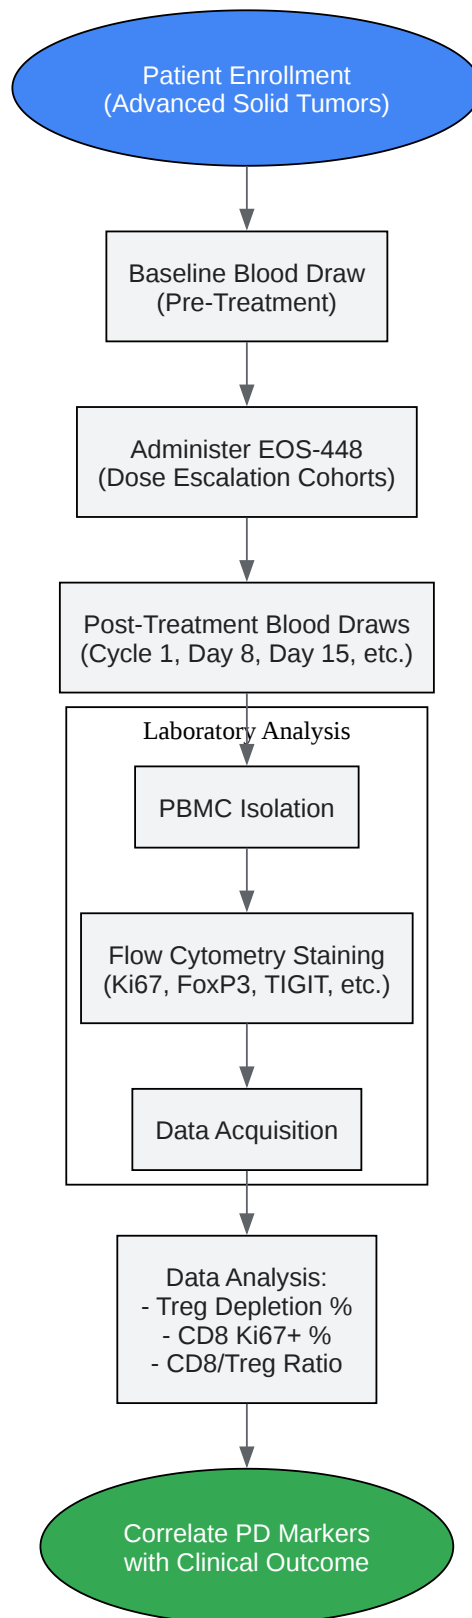 Patient Enrollment
(Advanced Solid Tumors)
Baseline Blood Draw
(Pre-Treatment)
Administer EOS-448
(Dose Escalation Cohorts)
Post-Treatment Blood Draws
(Cycle 1, Day 8, Day 15, etc.)
Laboratory Analysis
PBMC Isolation
Flow Cytometry Staining
(Ki67, FoxP3, TIGIT, etc.)
Data Acquisition
Data Analysis:
- Treg Depletion %
- CD8 Ki67+ %
- CD8/Treg Ratio
Correlate PD Markers
with Clinical Outcome